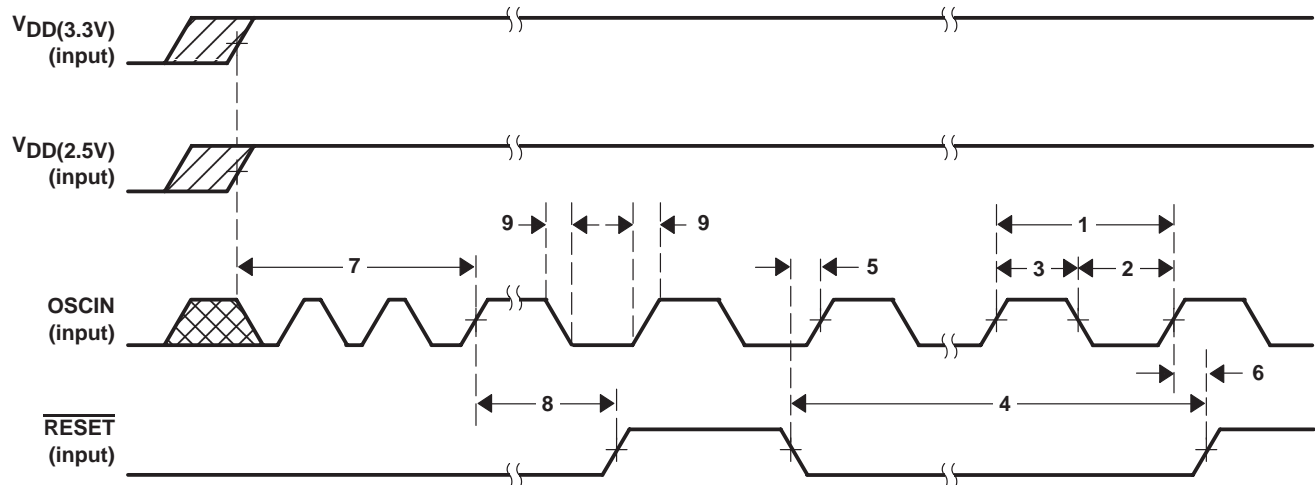 VDD(3.3V)
(input)
VDD(2.5V)
(input)
9
9
1
7
5
3
2
OSCIN
(input)
6
8
4
RESET
(input)